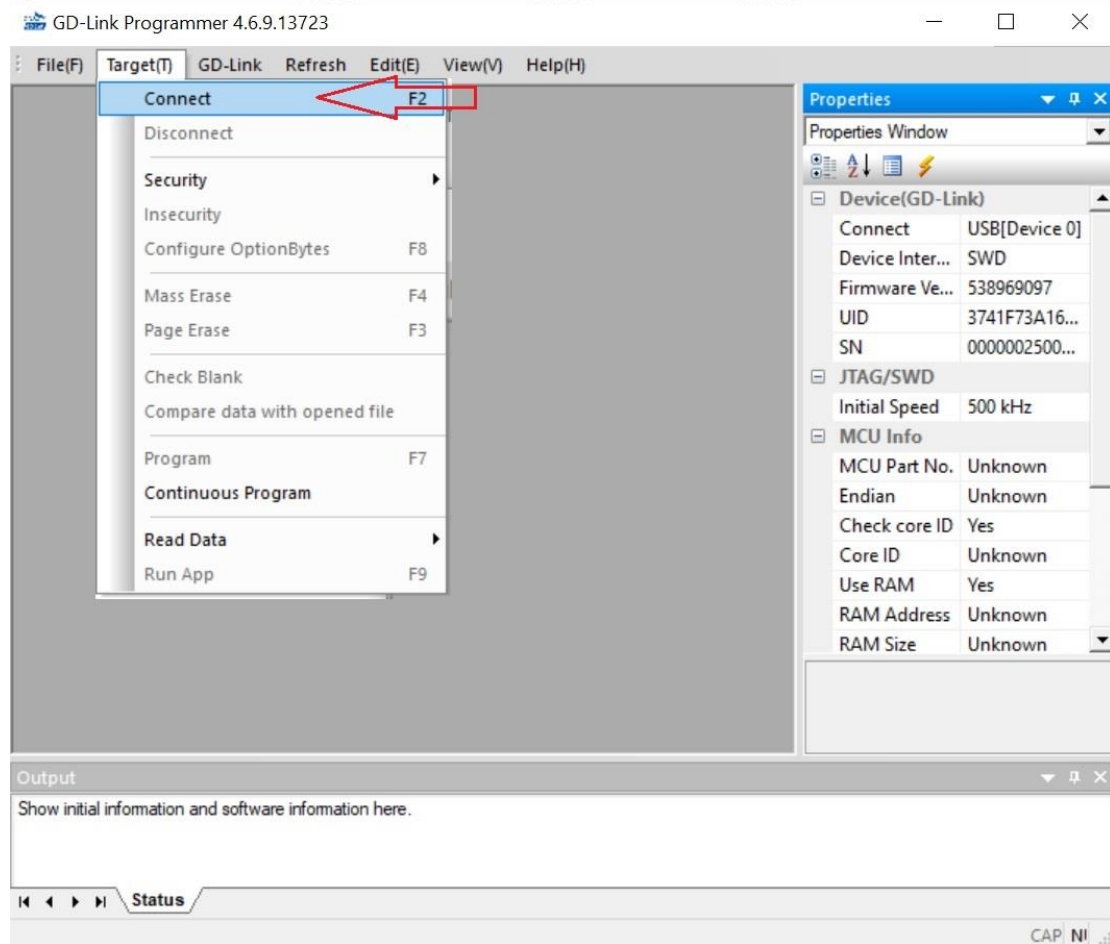 GD-Link Programmer 4.6.9.13723
File(F) Target(T) GD-Link Refresh Edit(E) View(V) Help(H)
Connect F2
Disconnect
Security
Insecurity
Configure OptionBytes F8
Mass Erase F4
Page Erase F3
Check Blank
Compare data with opened file
Program F7
Continuous Program
Read Data
Run App F9
Properties
Properties Window
Device(GD-Link)
Connect USB[Device 0]
Device Inter... SWD
Firmware Ve... 538969097
UID 3741F73A16...
SN 0000002500...
JTAG/SWD
Initial Speed 500 kHz
MCU Info
MCU Part No. Unknown
Endian Unknown
Check core ID Yes
Core ID Unknown
Use RAM Yes
RAM Address Unknown
RAM Size Unknown
Output
Show initial information and software information here.
Status
CAP